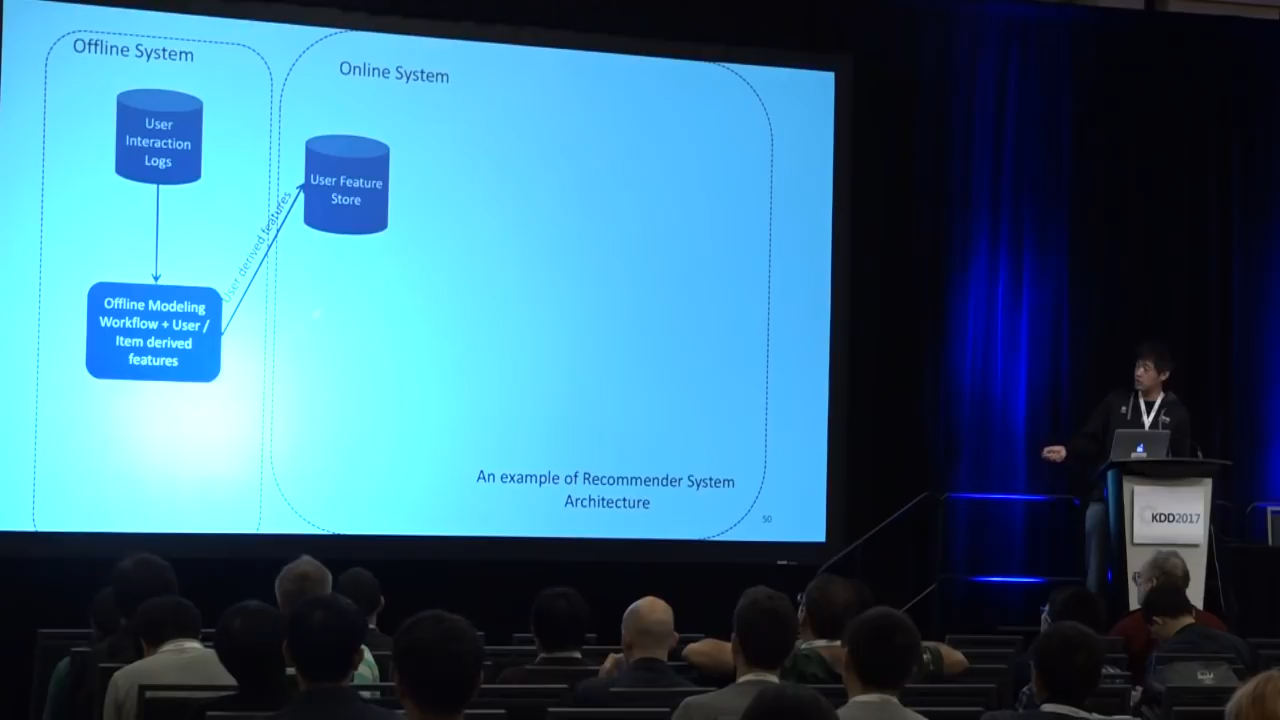 Offline System
Online System
User
Interaction
Logs
User Feature
Store
User derived features
Offline Modeling
Workflow + User /
Item derived
features
An example of Recommender System
Architecture
50
KDD2017